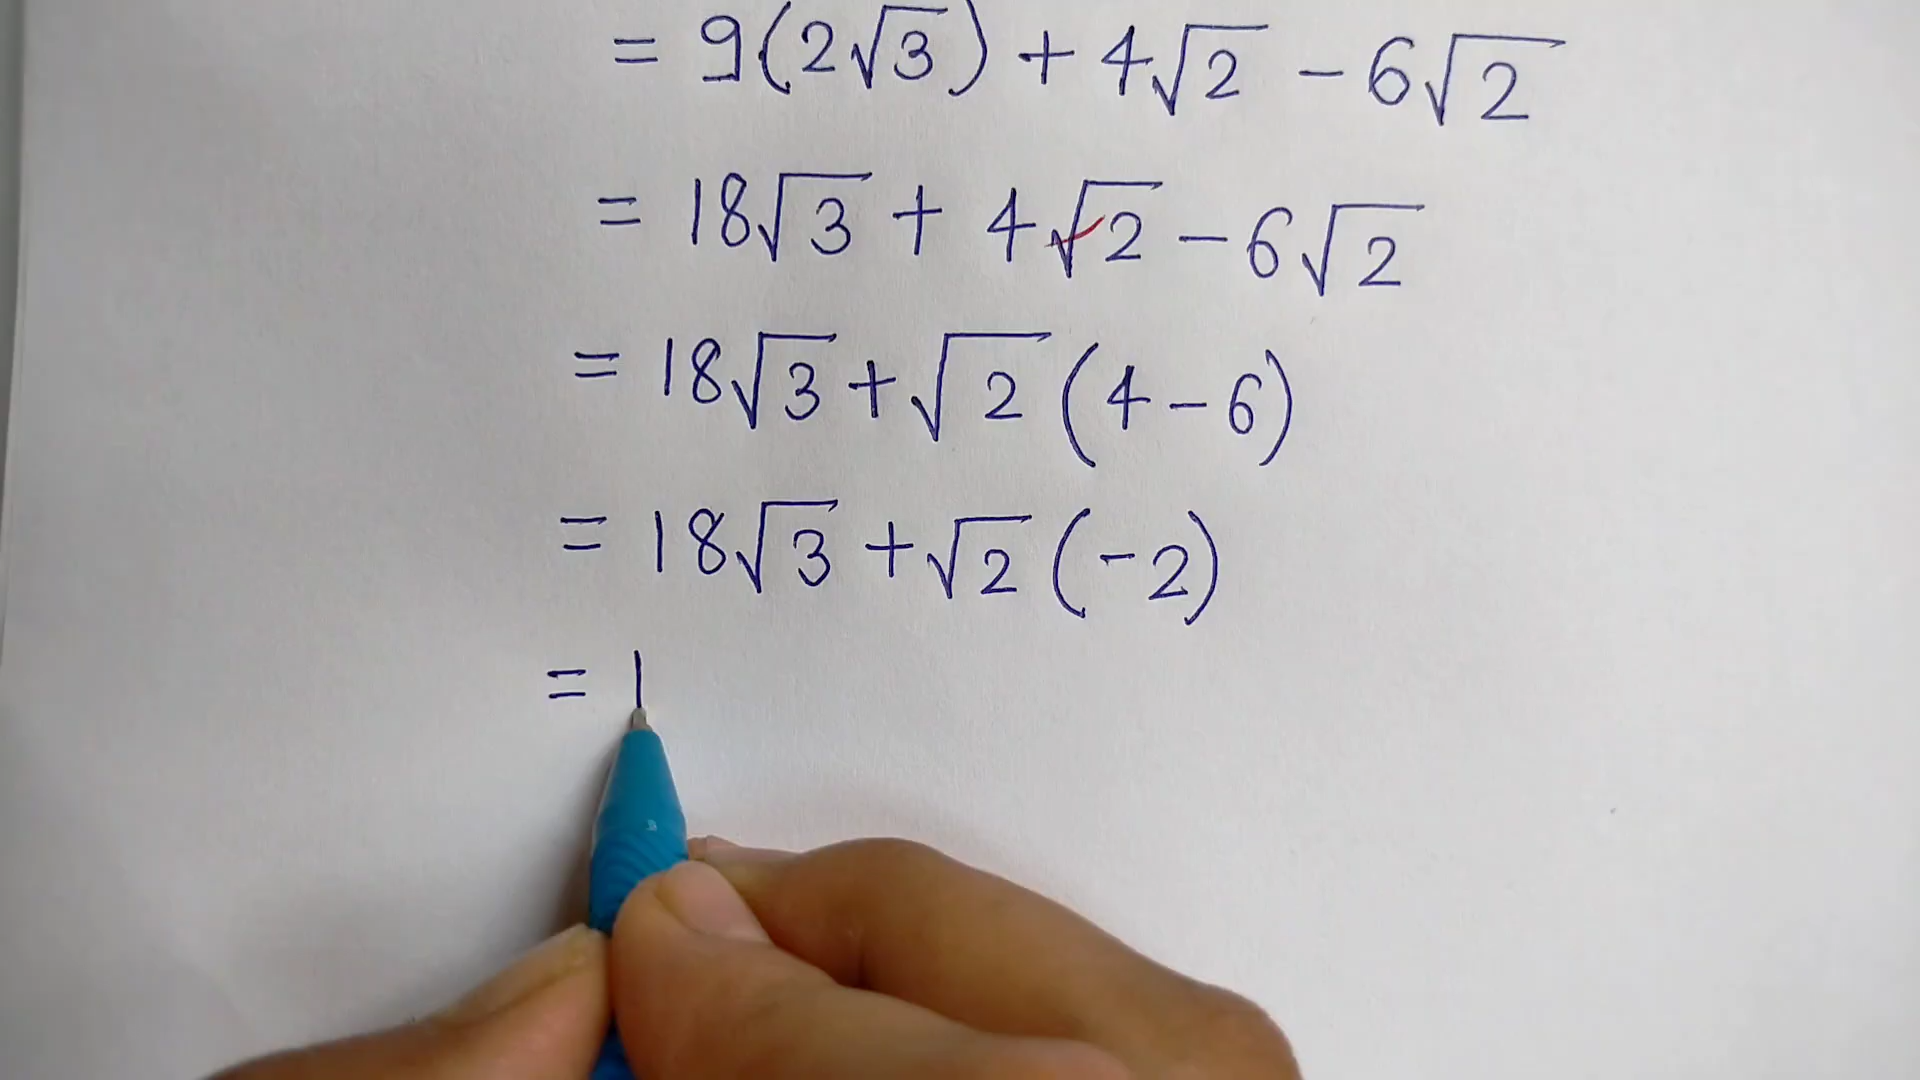 = 9(2√3) + 4√2 - 6√2
= 18√3 + 4√2 - 6√2
= 18√3 + √2 (4 - 6)
= 18√3 + √2 (-2)
= 1